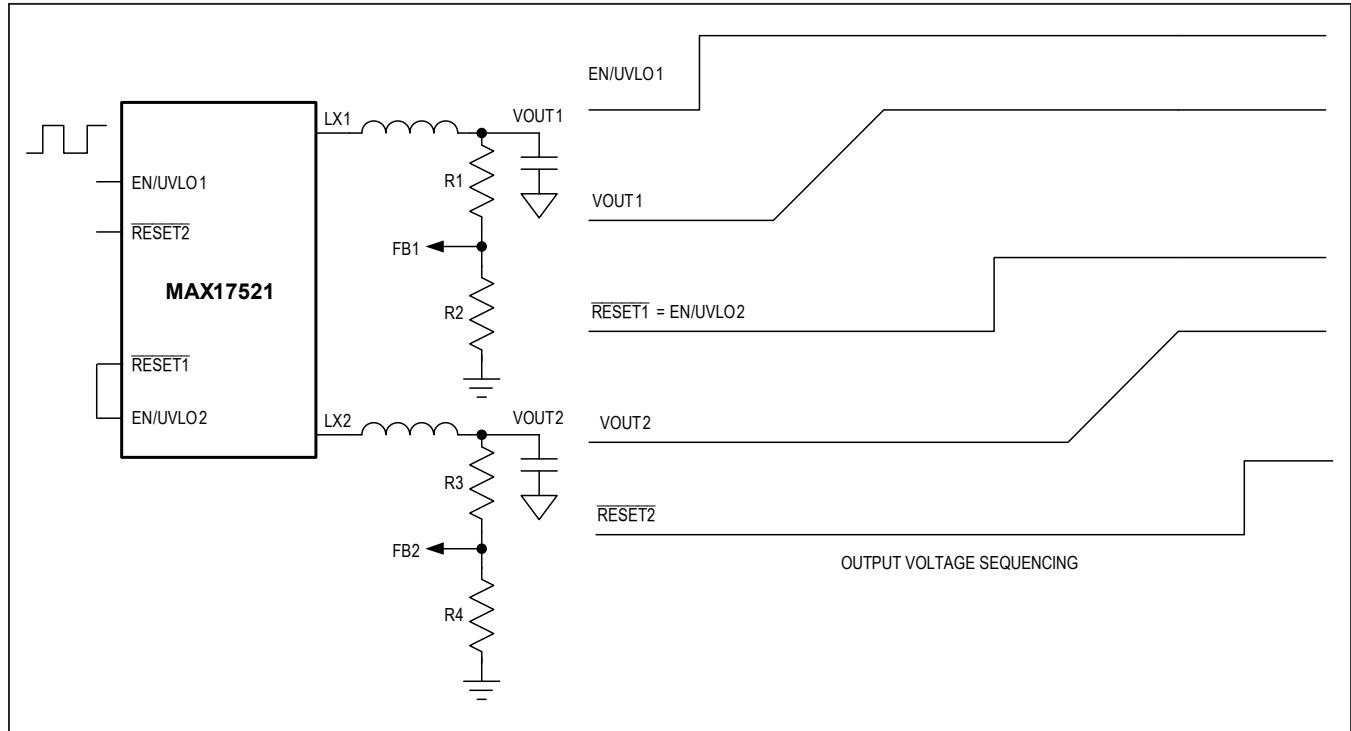 EN/UVLO1
RESET2
MAX17521
RESET1
EN/UVLO2
LX1
VOUT1
R1
FB1
R2
LX2
VOUT2
R3
FB2
R4
EN/UVLO1
VOUT1
RESET1 = EN/UVLO2
VOUT2
RESET2
OUTPUT VOLTAGE SEQUENCING